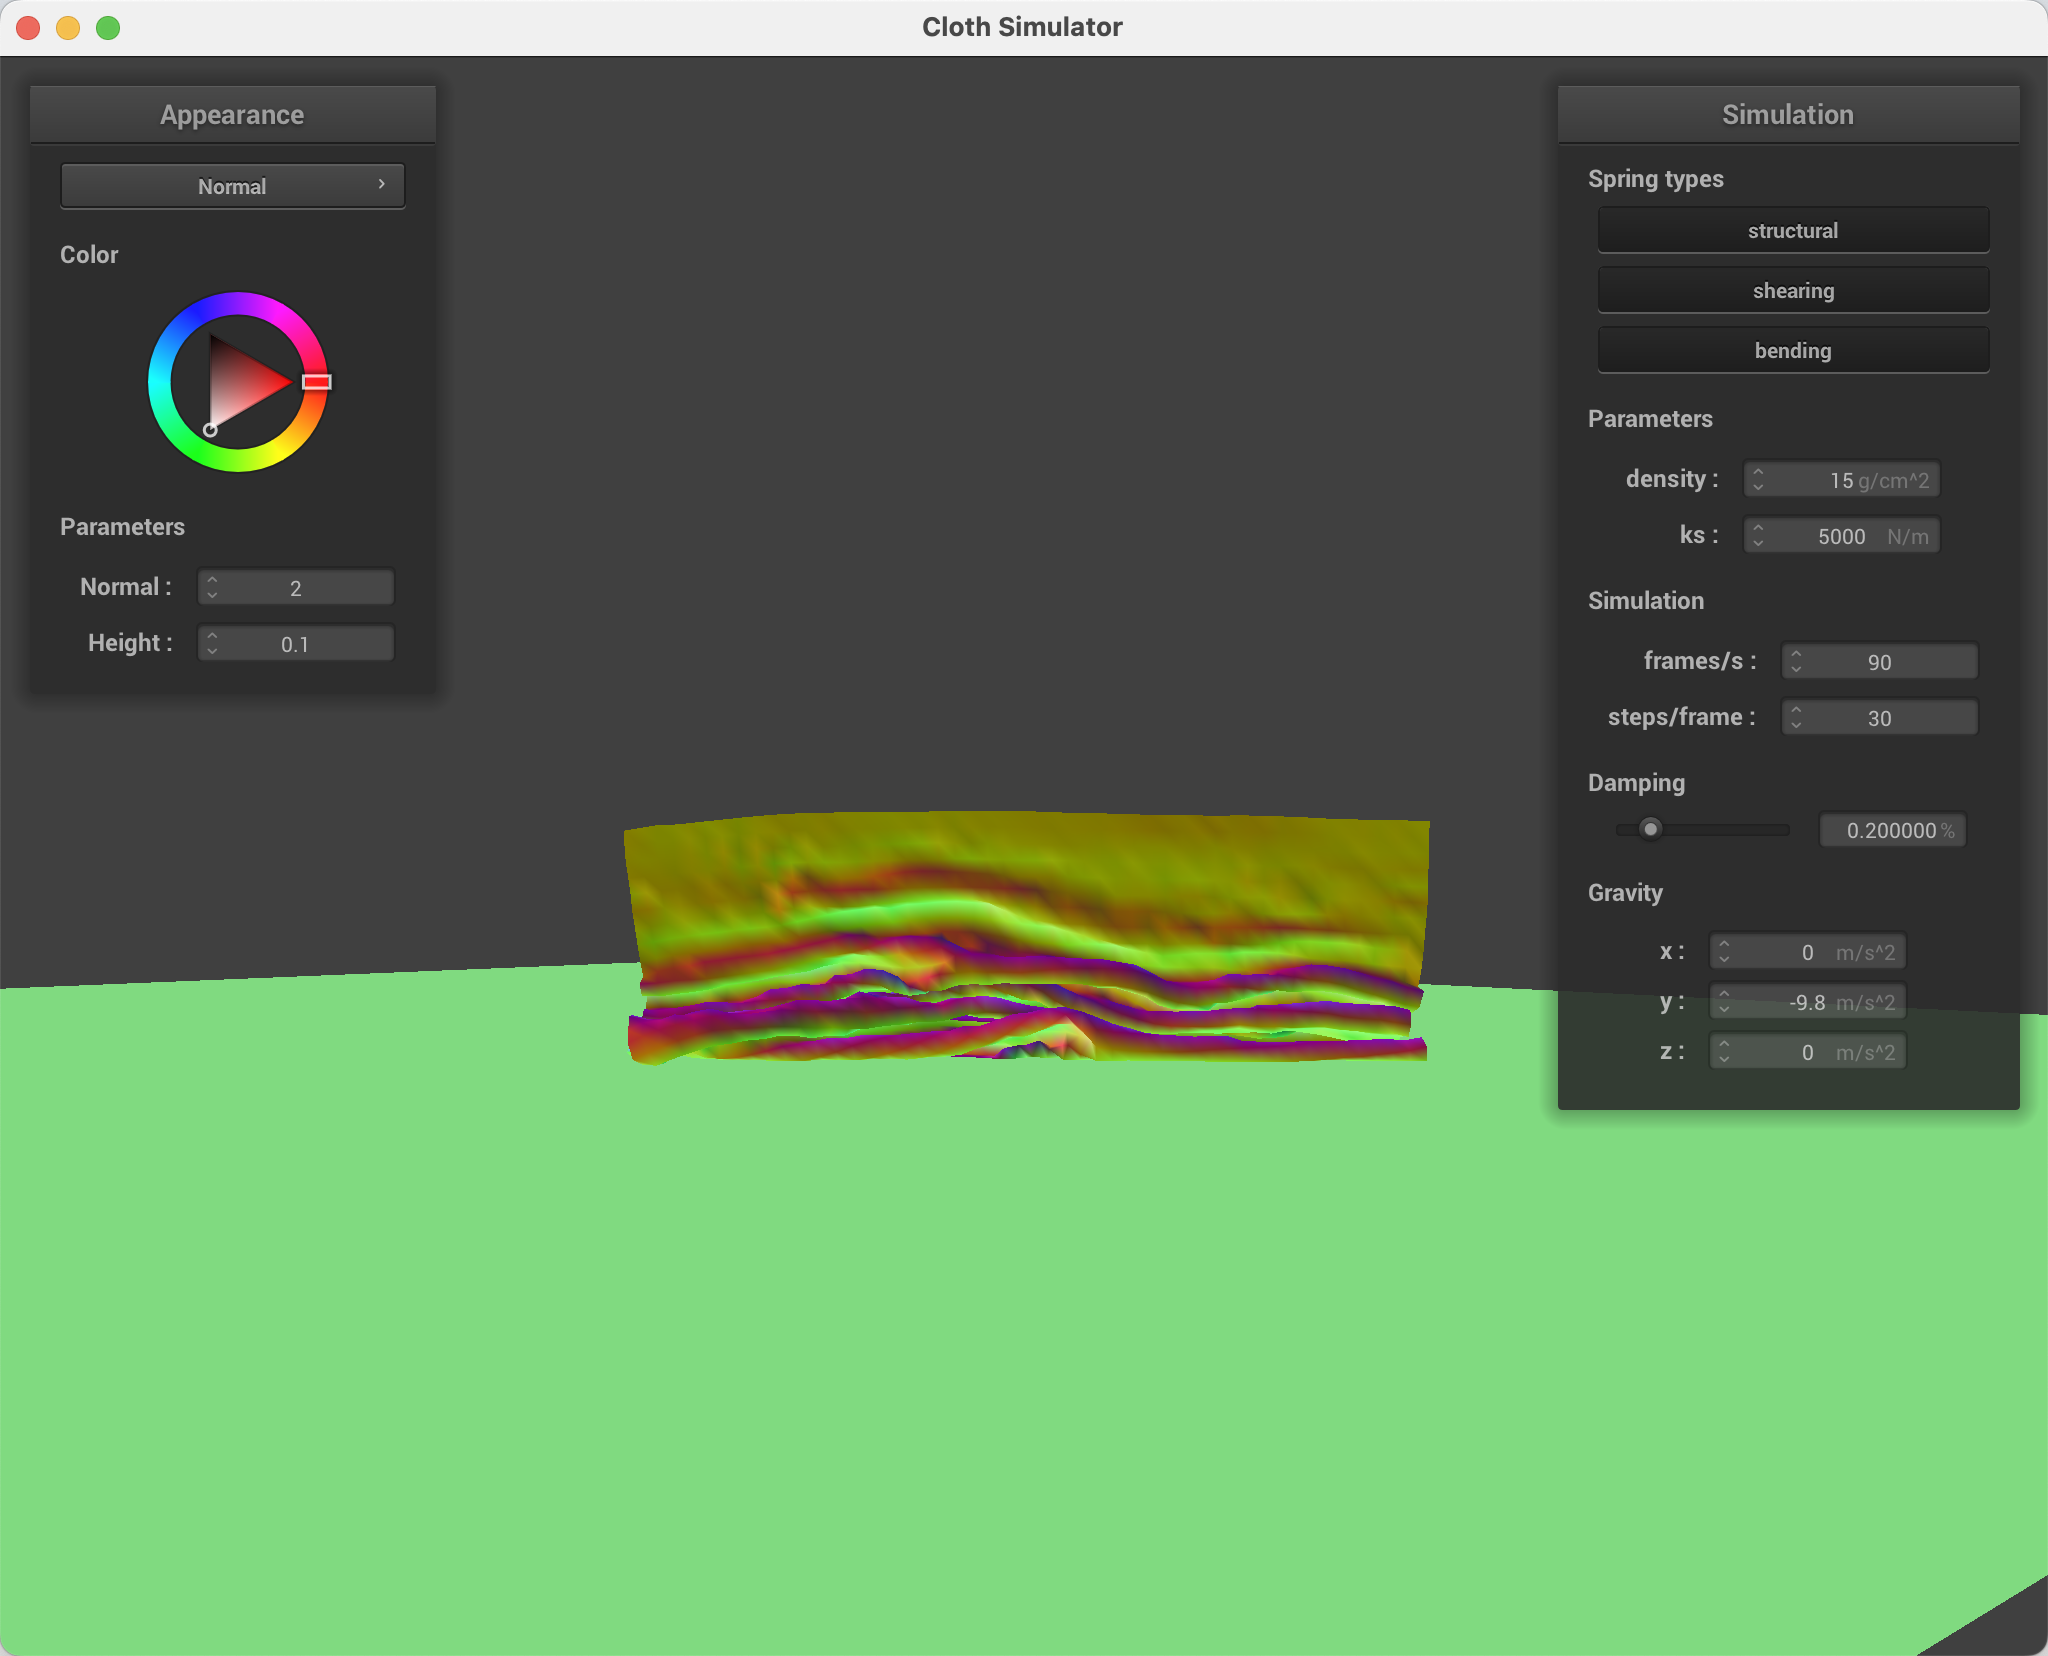 Cloth Simulator
Appearance
Normal
Color
Parameters
Normal : 2
Height : 0.1
Simulation
Spring types
structural
shearing
bending
Parameters
density : 15 g/cm^2
ks : 5000 N/m
Simulation
frames/s : 90
steps/frame : 30
Damping
0.200000 %
Gravity
x : 0 m/s^2
y : -9.8 m/s^2
z : 0 m/s^2